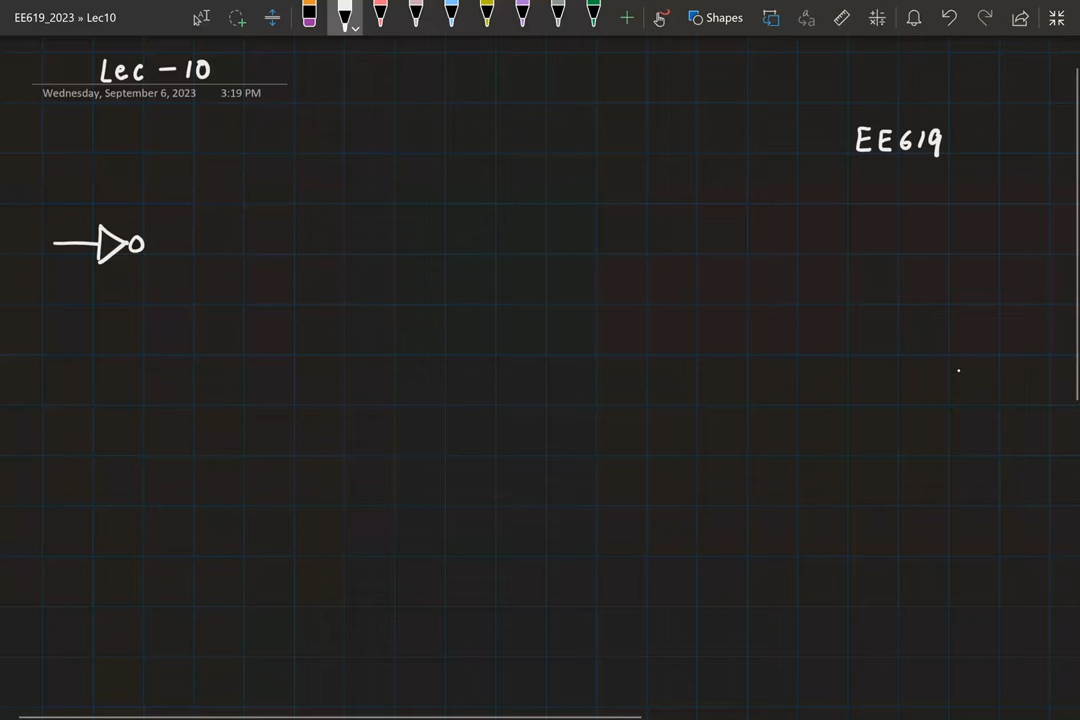 EE619_2023 » Lec10
Shapes
Lec - 10
Wednesday, September 6, 2023 3:19 PM
EE619